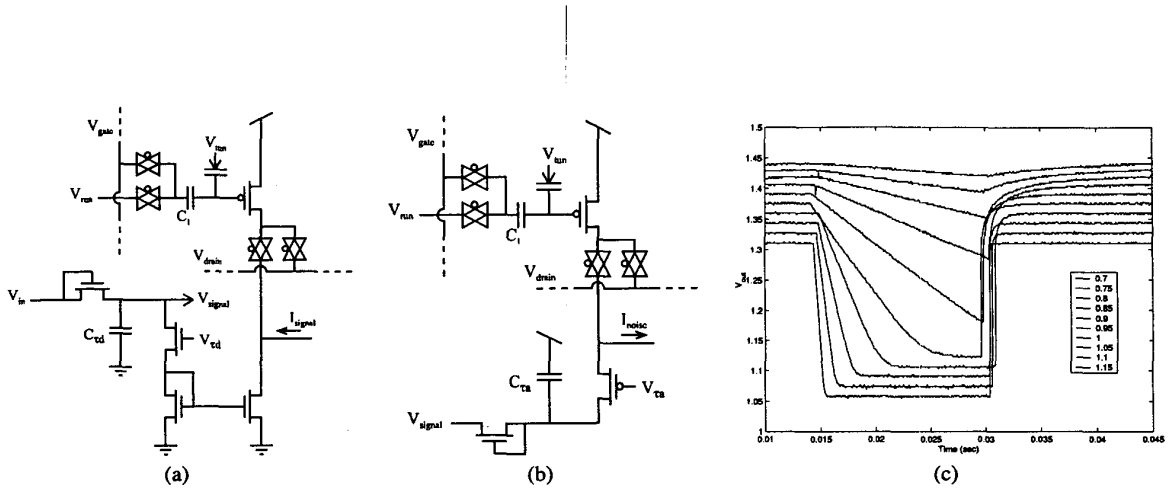 V_gate
V_tun
V_run
C_i
V_drain
V_in
V_signal
C_τd
V_τd
I_signal
(a)
V_gate
V_tun
V_run
C_i
V_drain
I_noise
C_τa
V_τa
V_signal
(b)
1.5
1.45
1.4
1.35
1.3
1.25
1.2
1.15
1.1
1.05
1
V_out
0.7
0.75
0.8
0.85
0.9
0.95
1
1.05
1.1
1.15
0.01
0.015
0.02
0.025
0.03
0.035
0.04
0.045
Time (sec)
(c)